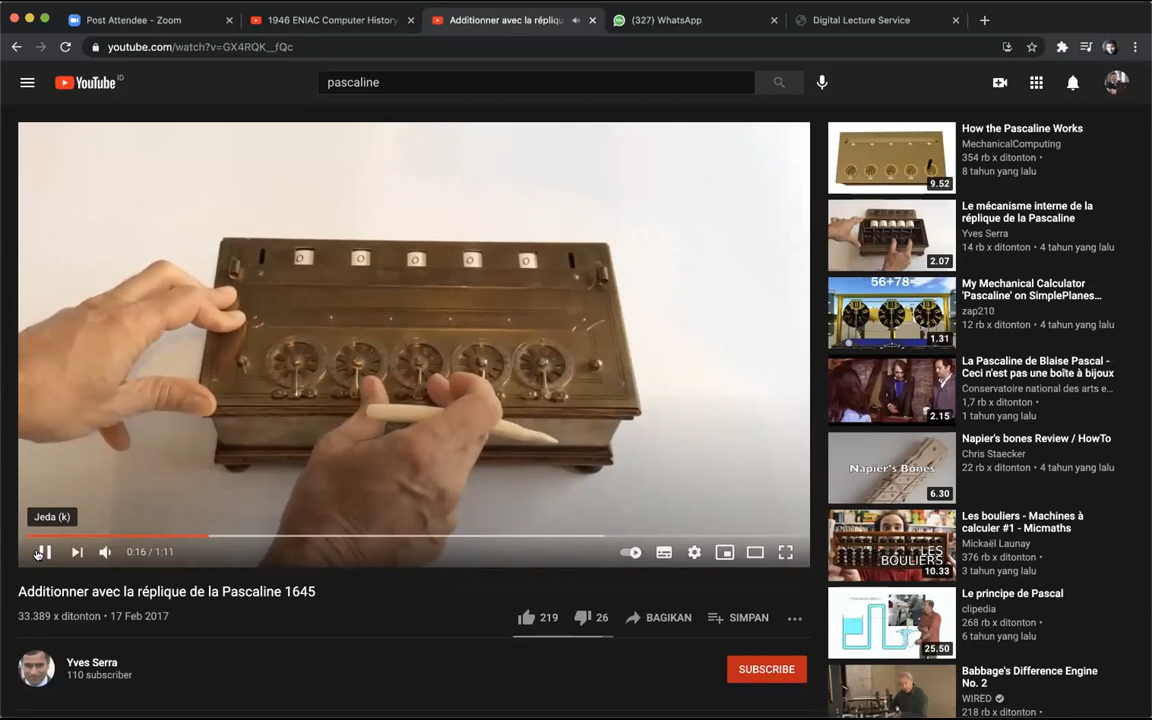 Post Attendee - Zoom
1946 ENIAC Computer History
Additionner avec la répliqu
(327) WhatsApp
Digital Lecture Service
youtube.com/watch?v=GX4RQK__fQc
YouTube ID
pascaline
0 0 0 0 0
Jeda (k)
0:16 / 1:11
Additionner avec la réplique de la Pascaline 1645
33.389 x ditonton • 17 Feb 2017
219
26
BAGIKAN
SIMPAN
Yves Serra
110 subscriber
SUBSCRIBE
9.52
How the Pascaline Works
MechanicalComputing
354 rb x ditonton •
8 tahun yang lalu
2.07
Le mécanisme interne de la
réplique de la Pascaline
Yves Serra
14 rb x ditonton • 4 tahun yang lalu
56+78=
1.31
My Mechanical Calculator
'Pascaline' on SimplePlanes...
zap210
12 rb x ditonton • 4 tahun yang lalu
2.15
La Pascaline de Blaise Pascal -
Ceci n'est pas une boîte à bijoux
Conservatoire national des arts e...
1,7 rb x ditonton •
1 tahun yang lalu
Napier's Bones
6.30
Napier's bones Review / HowTo
Chris Staecker
22 rb x ditonton • 4 tahun yang lalu
LES
BOULIERS
10.33
Les bouliers - Machines à
calculer #1 - Micmaths
Mickaël Launay
376 rb x ditonton •
3 tahun yang lalu
25.50
Le principe de Pascal
clipedia
268 rb x ditonton •
6 tahun yang lalu
Babbage's Difference Engine
No. 2
WIRED
218 rb x ditonton •